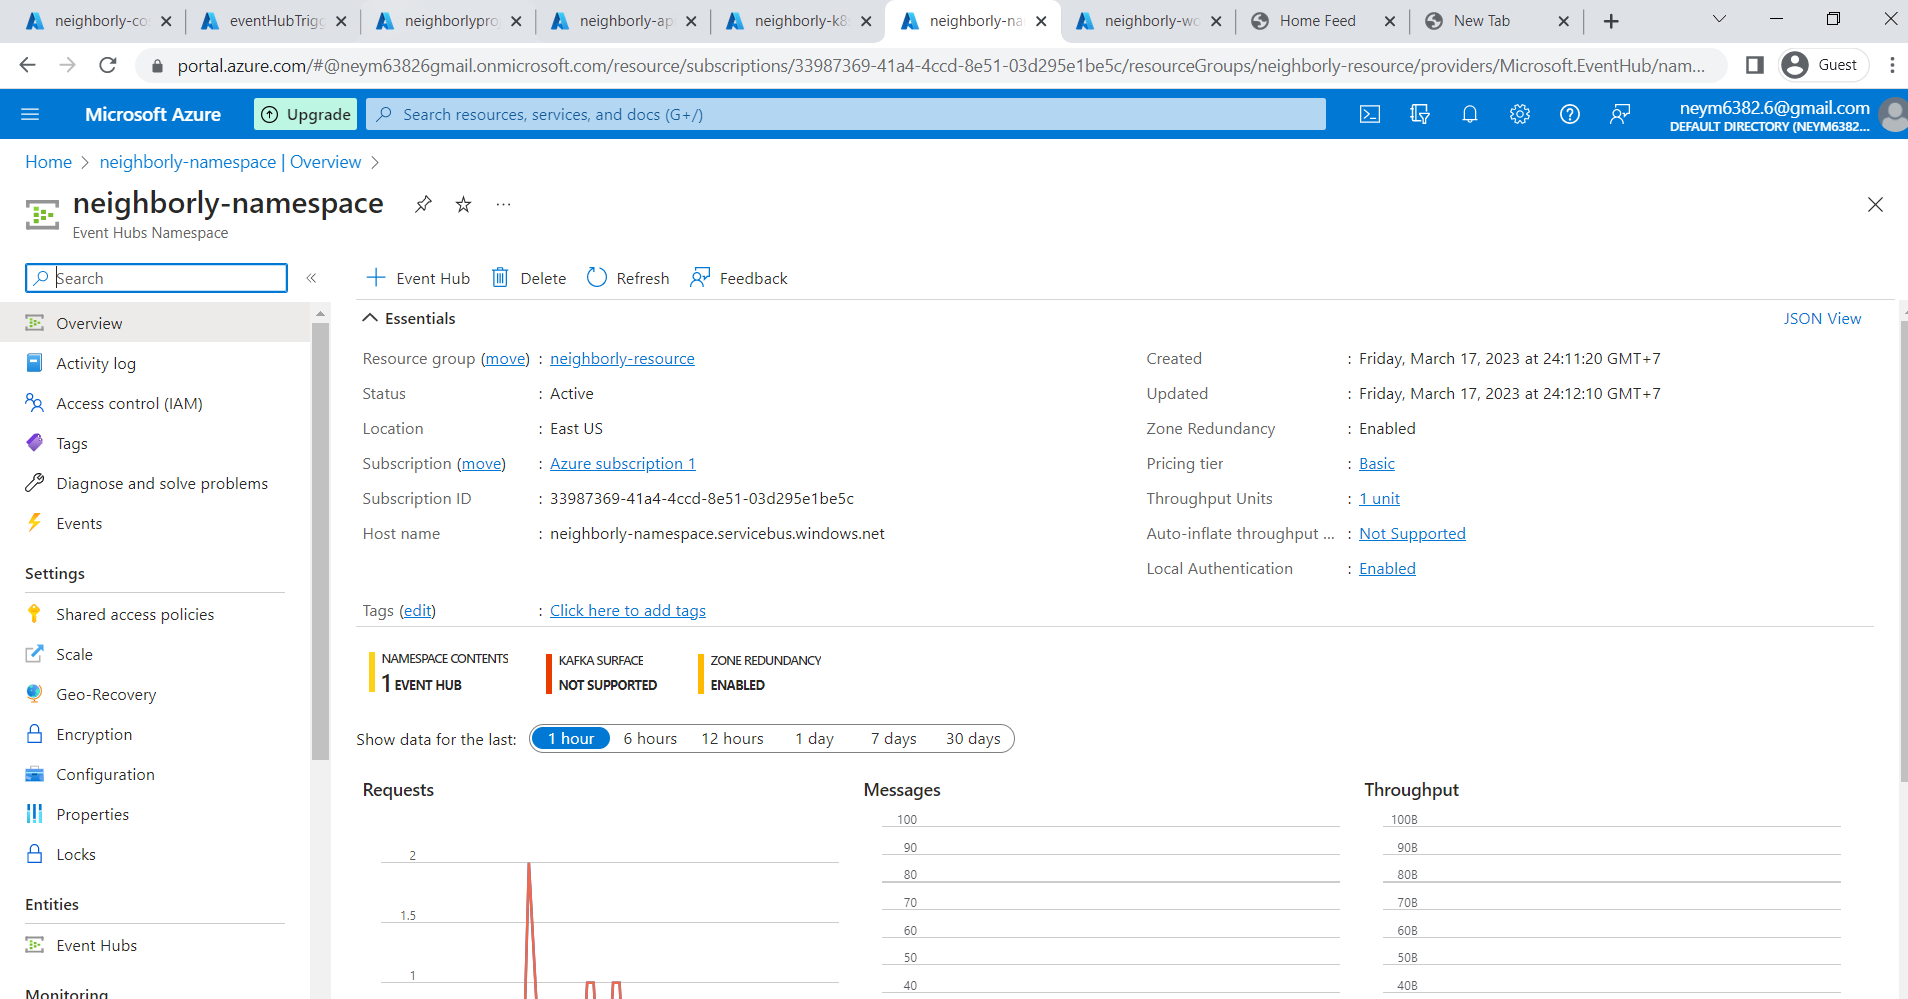 neighborly-co
eventHubTrigg
neighborlypro
neighborly-ap
neighborly-k8
neighborly-na
neighborly-wo
Home Feed
New Tab
portal.azure.com/#@neym63826gmail.onmicrosoft.com/resource/subscriptions/33987369-41a4-4ccd-8e51-03d295e1be5c/resourceGroups/neighborly-resource/providers/Microsoft.EventHub/nam...
Guest
Microsoft Azure
Upgrade
Search resources, services, and docs (G+/)
neym6382.6@gmail.com
DEFAULT DIRECTORY (NEYM6382...
Home > neighborly-namespace | Overview >
neighborly-namespace
...
Event Hubs Namespace
Search
«
Event Hub
Delete
Refresh
Feedback
Overview
Activity log
Access control (IAM)
Tags
Diagnose and solve problems
Events
Settings
Shared access policies
Scale
Geo-Recovery
Encryption
Configuration
Properties
Locks
Entities
Event Hubs
Monitoring
Essentials
JSON View
Resource group (move) : neighborly-resource
Status : Active
Location : East US
Subscription (move) : Azure subscription 1
Subscription ID : 33987369-41a4-4ccd-8e51-03d295e1be5c
Host name : neighborly-namespace.servicebus.windows.net
Created : Friday, March 17, 2023 at 24:11:20 GMT+7
Updated : Friday, March 17, 2023 at 24:12:10 GMT+7
Zone Redundancy : Enabled
Pricing tier : Basic
Throughput Units : 1 unit
Auto-inflate throughput ... : Not Supported
Local Authentication : Enabled
Tags (edit) : Click here to add tags
NAMESPACE CONTENTS
1 EVENT HUB
KAFKA SURFACE
NOT SUPPORTED
ZONE REDUNDANCY
ENABLED
Show data for the last: 1 hour 6 hours 12 hours 1 day 7 days 30 days
Requests
2
1.5
1
Messages
100
90
80
70
60
50
40
Throughput
100B
90B
80B
70B
60B
50B
40B